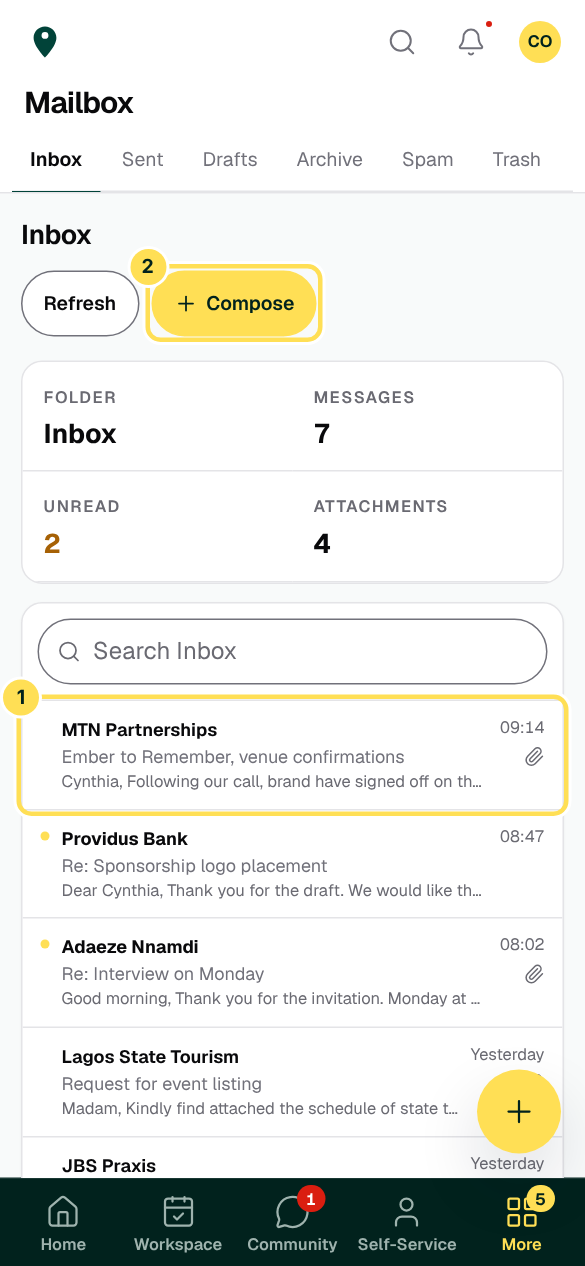 CO
Mailbox
Inbox Sent Drafts Archive Spam Trash
Inbox
2
Refresh + Compose
FOLDER MESSAGES
Inbox 7
UNREAD ATTACHMENTS
2 4
Search Inbox
1
MTN Partnerships 09:14
Ember to Remember, venue confirmations
Cynthia, Following our call, brand have signed off on th...
Providus Bank 08:47
Re: Sponsorship logo placement
Dear Cynthia, Thank you for the draft. We would like th...
Adaeze Nnamdi 08:02
Re: Interview on Monday
Good morning, Thank you for the invitation. Monday at ...
Lagos State Tourism Yesterday
Request for event listing
Madam, Kindly find attached the schedule of state t...
+
JBS Praxis Yesterday
1 5
Home Workspace Community Self-Service More